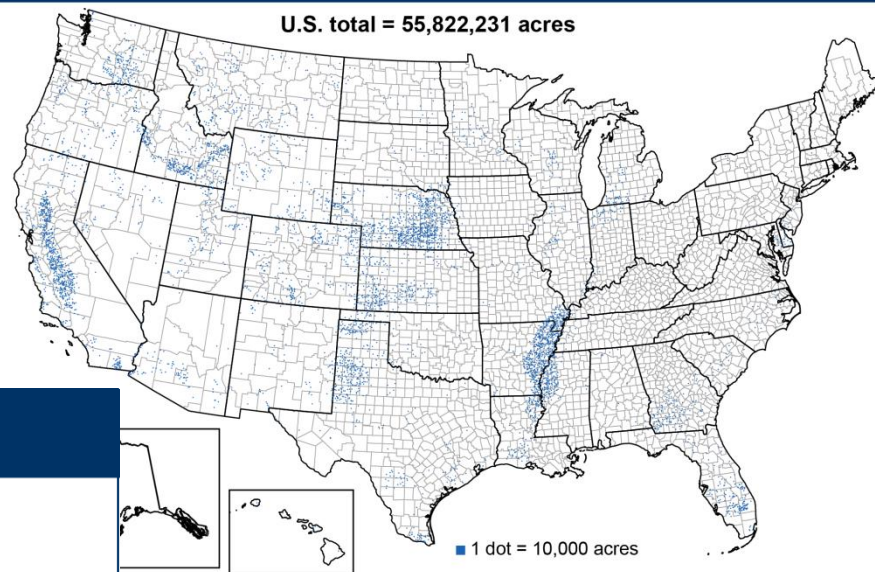 U.S. total = 55,822,231 acres
1 dot = 10,000 acres